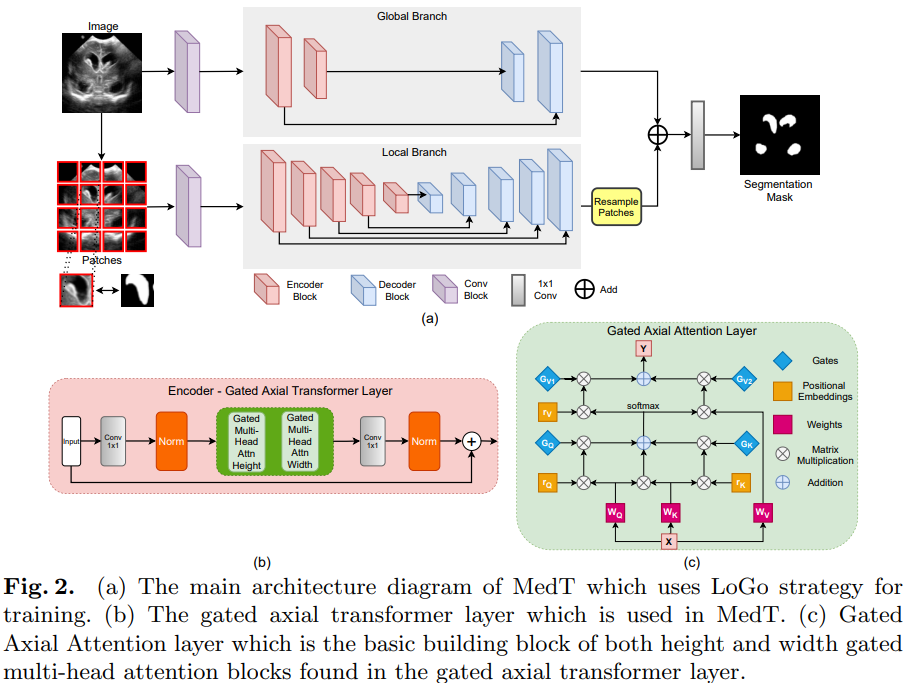 Image
Global Branch
Local Branch
Patches
Resample
Patches
Segmentation
Mask
Encoder
Block
Decoder
Block
Conv
Block
1x1
Conv
Add
(a)
Encoder - Gated Axial Transformer Layer
Input
Conv
1x1
Norm
Gated
Multi-
Head
Attn
Height
Gated
Multi-
Head
Attn
Width
Conv
1x1
Norm
(b)
Gated Axial Attention Layer
Y
G_V1
G_V2
r_V
softmax
G_Q
G_K
r_Q
r_K
W_Q
W_K
W_V
X
Gates
Positional
Embeddings
Weights
Matrix
Multiplication
Addition
(c)
Fig. 2. (a) The main architecture diagram of MedT which uses LoGo strategy for
training. (b) The gated axial transformer layer which is used in MedT. (c) Gated
Axial Attention layer which is the basic building block of both height and width gated
multi-head attention blocks found in the gated axial transformer layer.